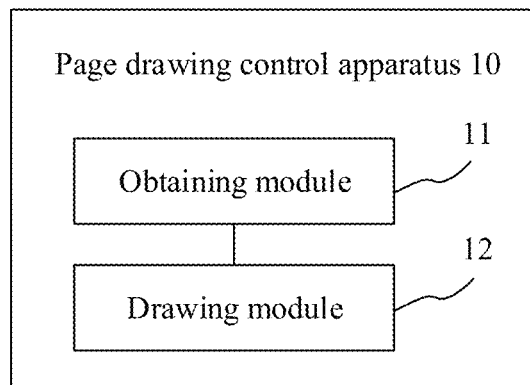 Page drawing control apparatus 10
11
Obtaining module
12
Drawing module